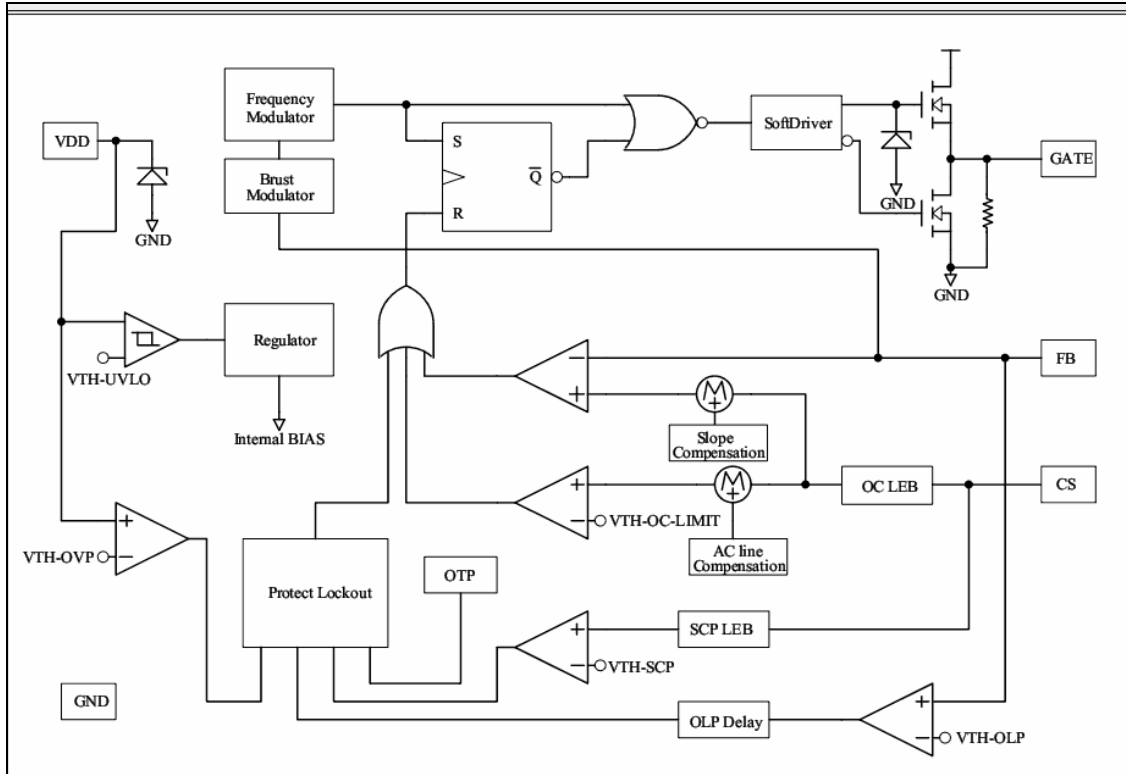 Frequency
Modulator
VDD
S
SoftDriver
GATE
Brust
Modulator
Q
R
GND
GND
GND
Regulator
FB
VTH-UVLO
Slope
Compensation
Internal BIAS
OC LEB
CS
VTH-OC-LIMIT
VTH-OVP
AC line
Compensation
OTP
Protect Lockout
SCP LEB
VTH-SCP
GND
OLP Delay
VTH-OLP